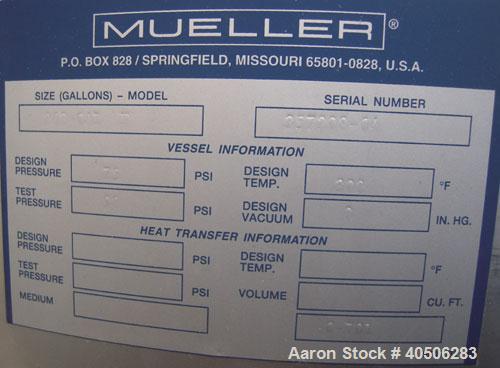 MUELLER®
P.O. BOX 828 / SPRINGFIELD, MISSOURI 65801-0828, U.S.A.
SIZE (GALLONS) – MODEL SERIAL NUMBER
VESSEL INFORMATION
DESIGN PRESSURE PSI DESIGN TEMP. °F
TEST PRESSURE PSI DESIGN VACUUM IN. HG.
HEAT TRANSFER INFORMATION
DESIGN PRESSURE PSI DESIGN TEMP. °F
TEST PRESSURE PSI
MEDIUM VOLUME CU. FT.
Aaron Stock # 40506283